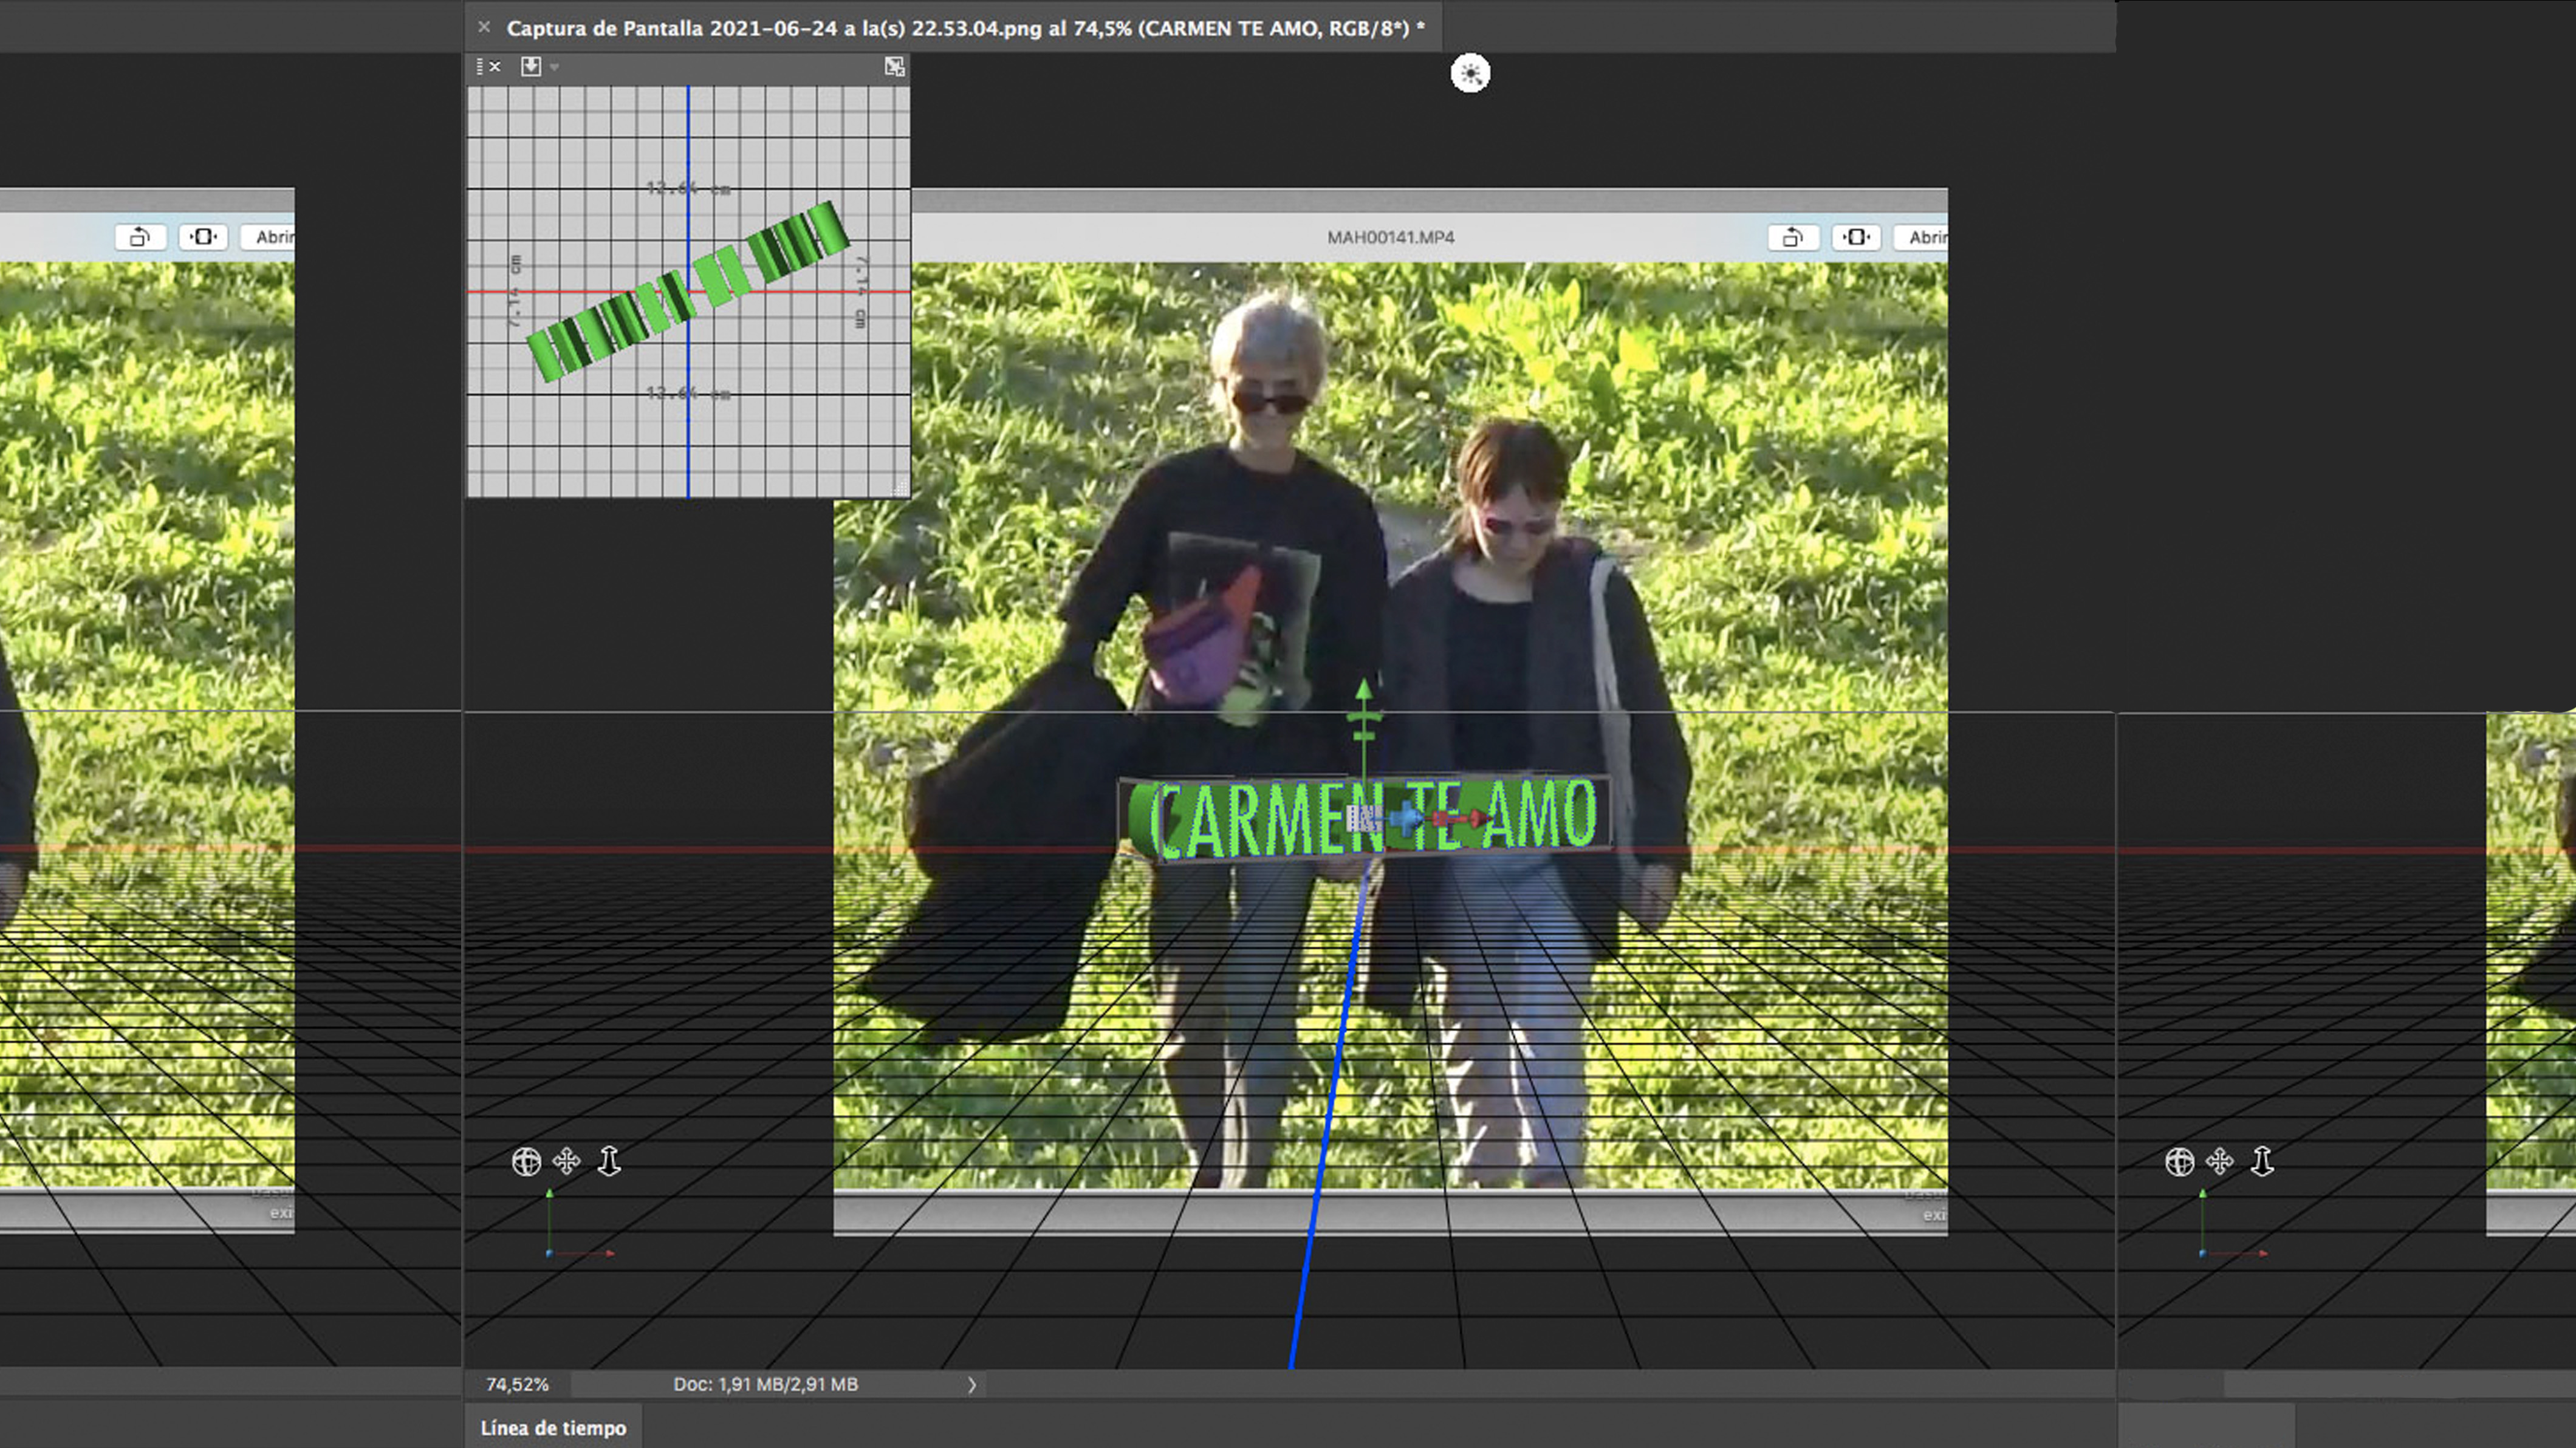 Captura de Pantalla 2021-06-24 a la(s) 22.53.04.png al 74,5% (CARMEN TE AMO, RGB/8*) *
12.64 cm
7.14 cm
7.14 cm
12.64 cm
Abrir
MAH00141.MP4
Abrir
CARMEN TE AMO
exi
exi
74,52%
Doc: 1,91 MB/2,91 MB
Línea de tiempo